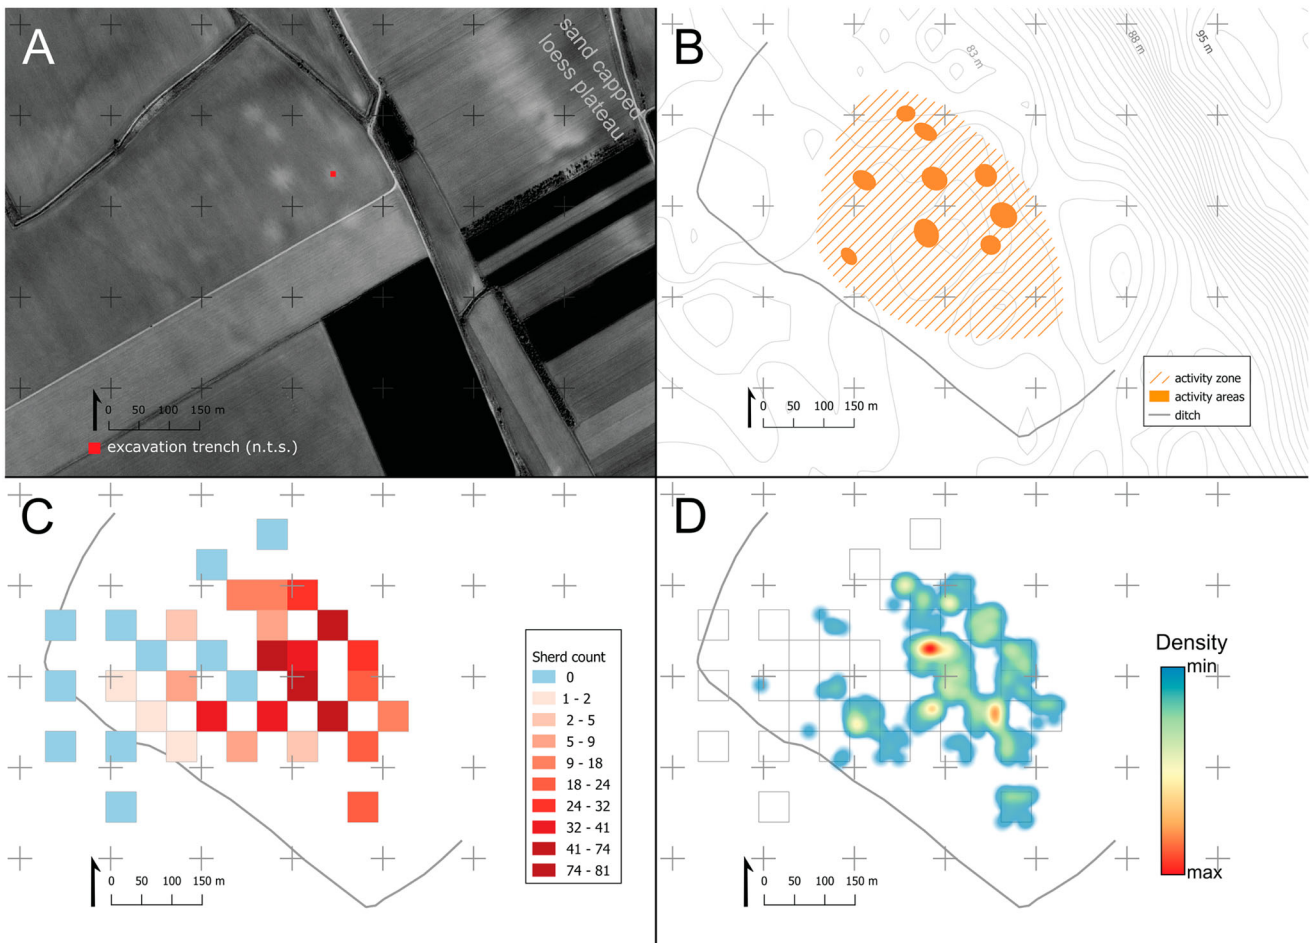 A
sand capped
loess plateau
0 50 100 150 m
excavation trench (n.t.s.)
B
83 m
88 m
95 m
0 50 100 150 m
activity zone
activity areas
ditch
C
Sherd count
0
1 - 2
2 - 5
5 - 9
9 - 18
18 - 24
24 - 32
32 - 41
41 - 74
74 - 81
0 50 100 150 m
D
Density
min
max
0 50 100 150 m